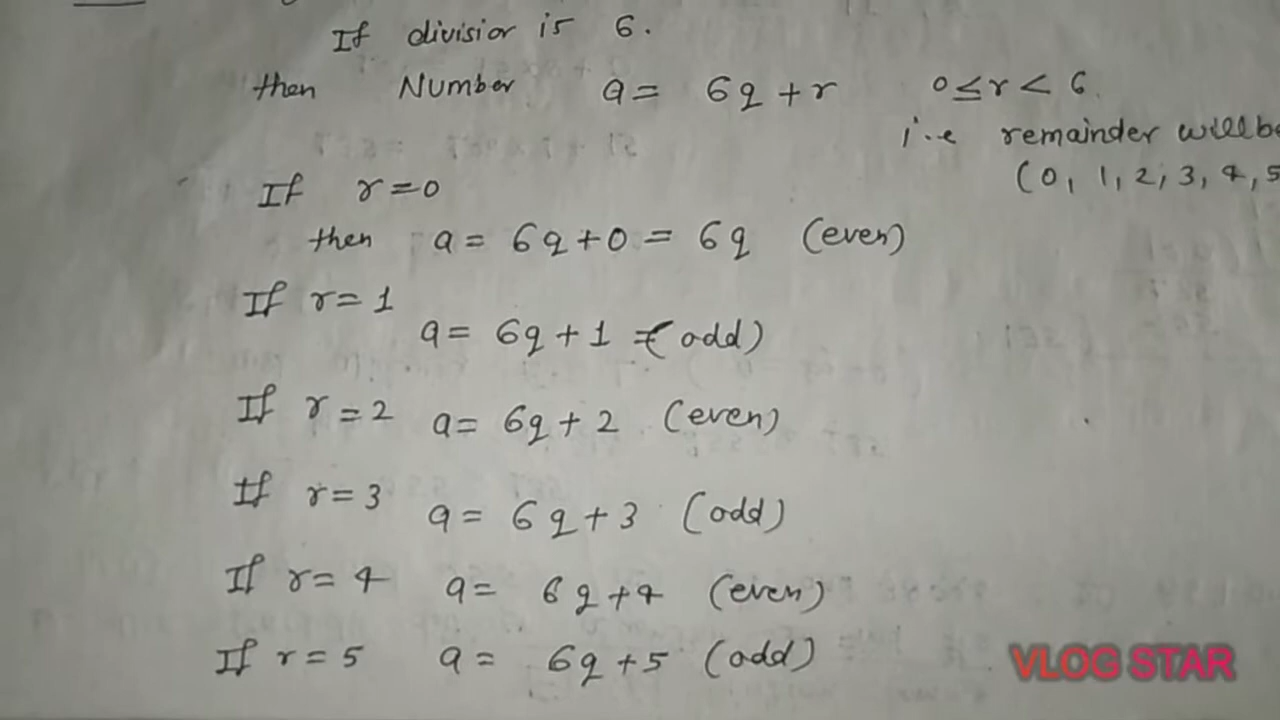 If divisior is 6.
then Number a = 6q + r 0 ≤ r < 6.
i.e remainder will be
(0, 1, 2, 3, 4, 5
If r = 0
then a = 6q + 0 = 6q (even)
If r = 1
a = 6q + 1 = (odd)
If r = 2 a = 6q + 2 (even)
If r = 3 a = 6q + 3 (odd)
If r = 4 a = 6q + 4 (even)
If r = 5 a = 6q + 5 (odd)
VLOG STAR